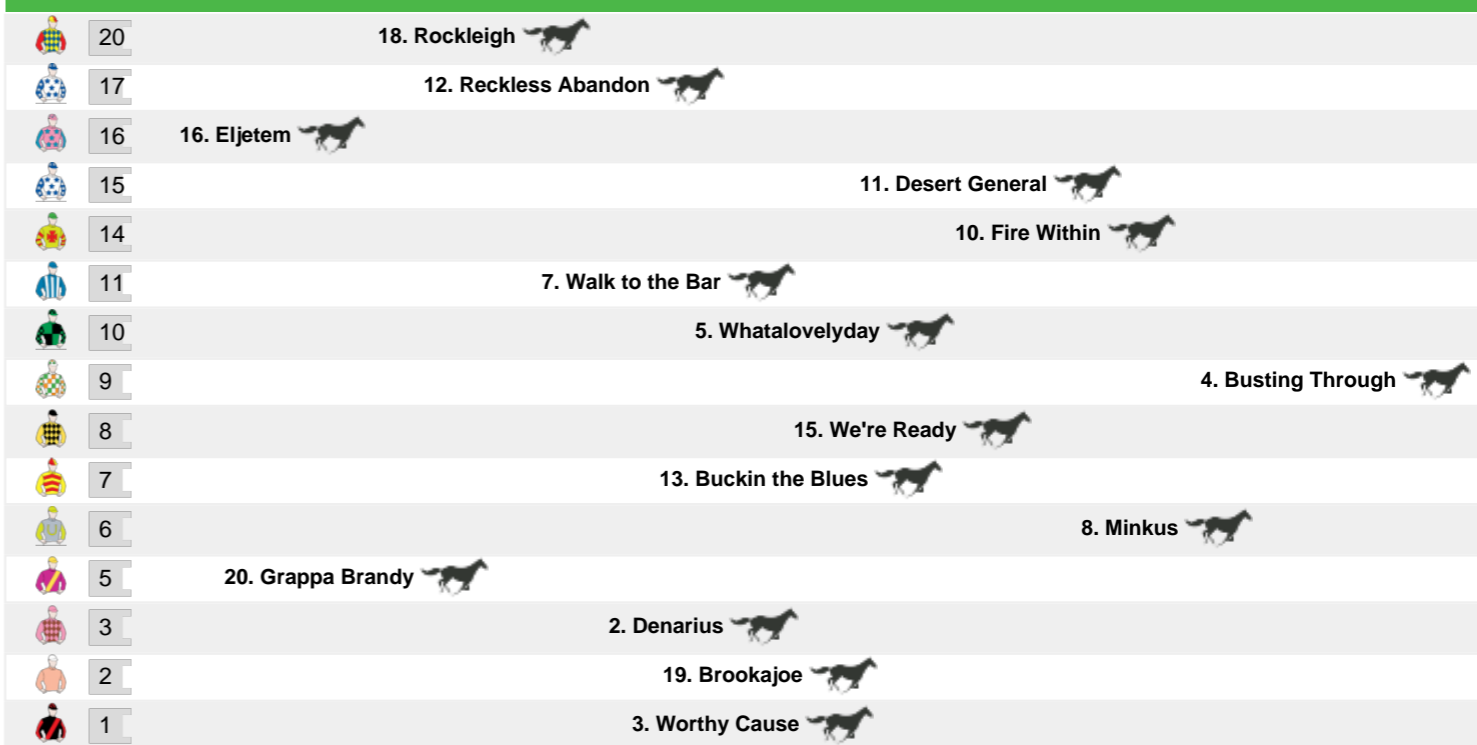 20 18. Rockleigh
17 12. Reckless Abandon
16 16. Eljetem
15 11. Desert General
14 10. Fire Within
11 7. Walk to the Bar
10 5. Whatalovelyday
9 4. Busting Through
8 15. We're Ready
7 13. Buckin the Blues
6 8. Minkus
5 20. Grappa Brandy
3 2. Denarius
2 19. Brookajoe
1 3. Worthy Cause